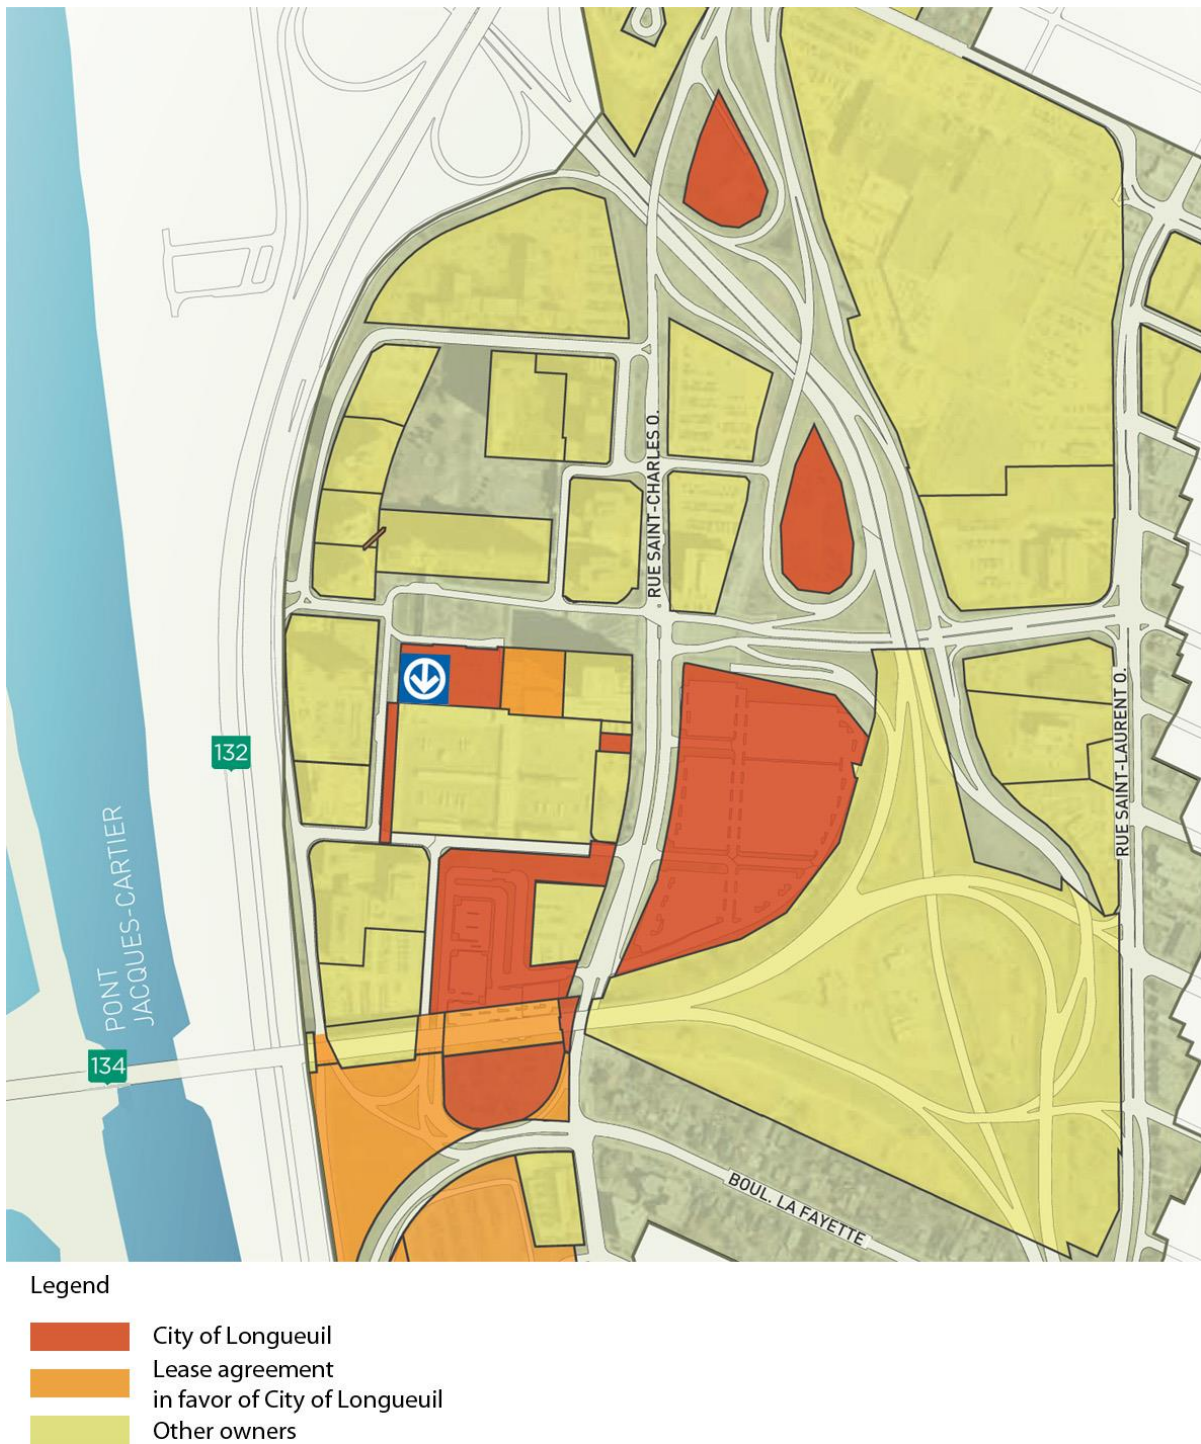 RUE SAINT-CHARLES O.
132
RUE SAINT-LAURENT O.
PONT
JACQUES-CARTIER
134
BOUL. LA FAYETTE
Legend
City of Longueuil
Lease agreement
in favor of City of Longueuil
Other owners